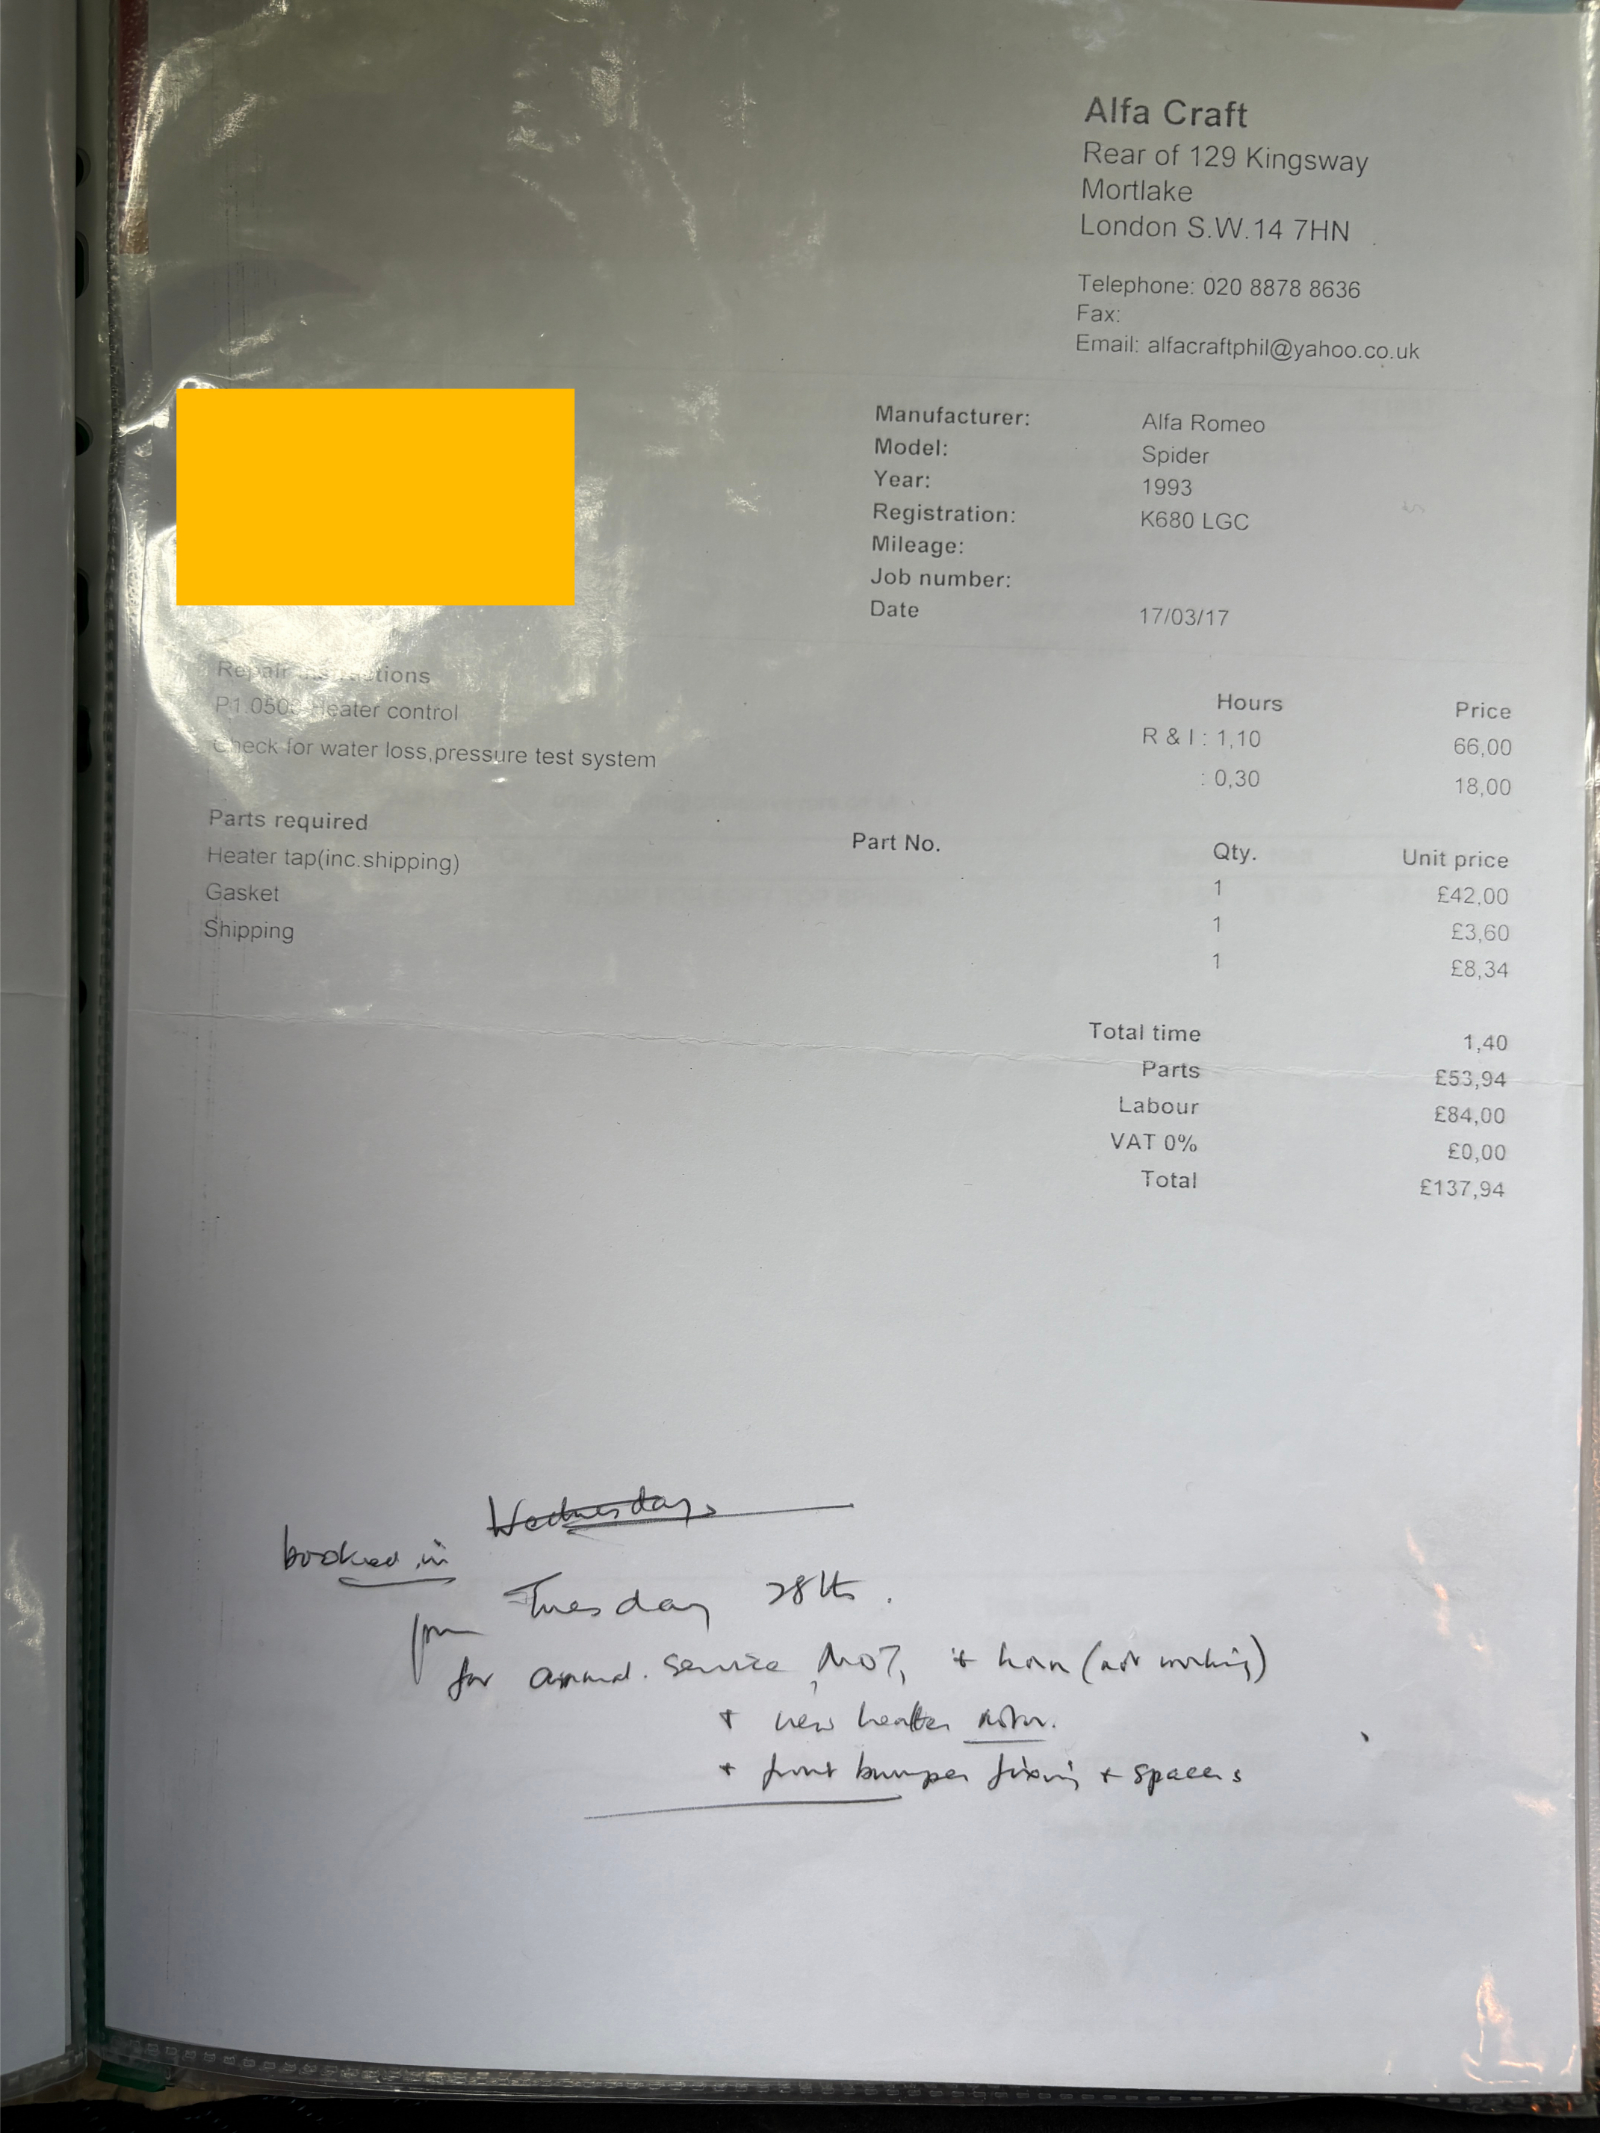 Alfa Craft
Rear of 129 Kingsway
Mortlake
London S.W.14 7HN
Telephone: 020 8878 8636
Fax:
Email: alfacraftphil@yahoo.co.uk
Manufacturer: Alfa Romeo
Model: Spider
Year: 1993
Registration: K680 LGC
Mileage:
Job number:
Date 17/03/17
Repair instructions Hours Price
Heater control R & I : 1,10 66,00
Check for water loss,pressure test system : 0,30 18,00
Parts required Part No. Qty. Unit price
Heater tap(inc.shipping) 1 £42,00
Gasket 1 £3,60
Shipping 1 £8,34
Total time 1,40
Parts £53,94
Labour £84,00
VAT 0% £0,00
Total £137,94
Wednesday
booked in
Tuesday 28th.
for annual. service, MOT, + horn (not working)
+ new heater motor.
+ front bumper fixing + spacers